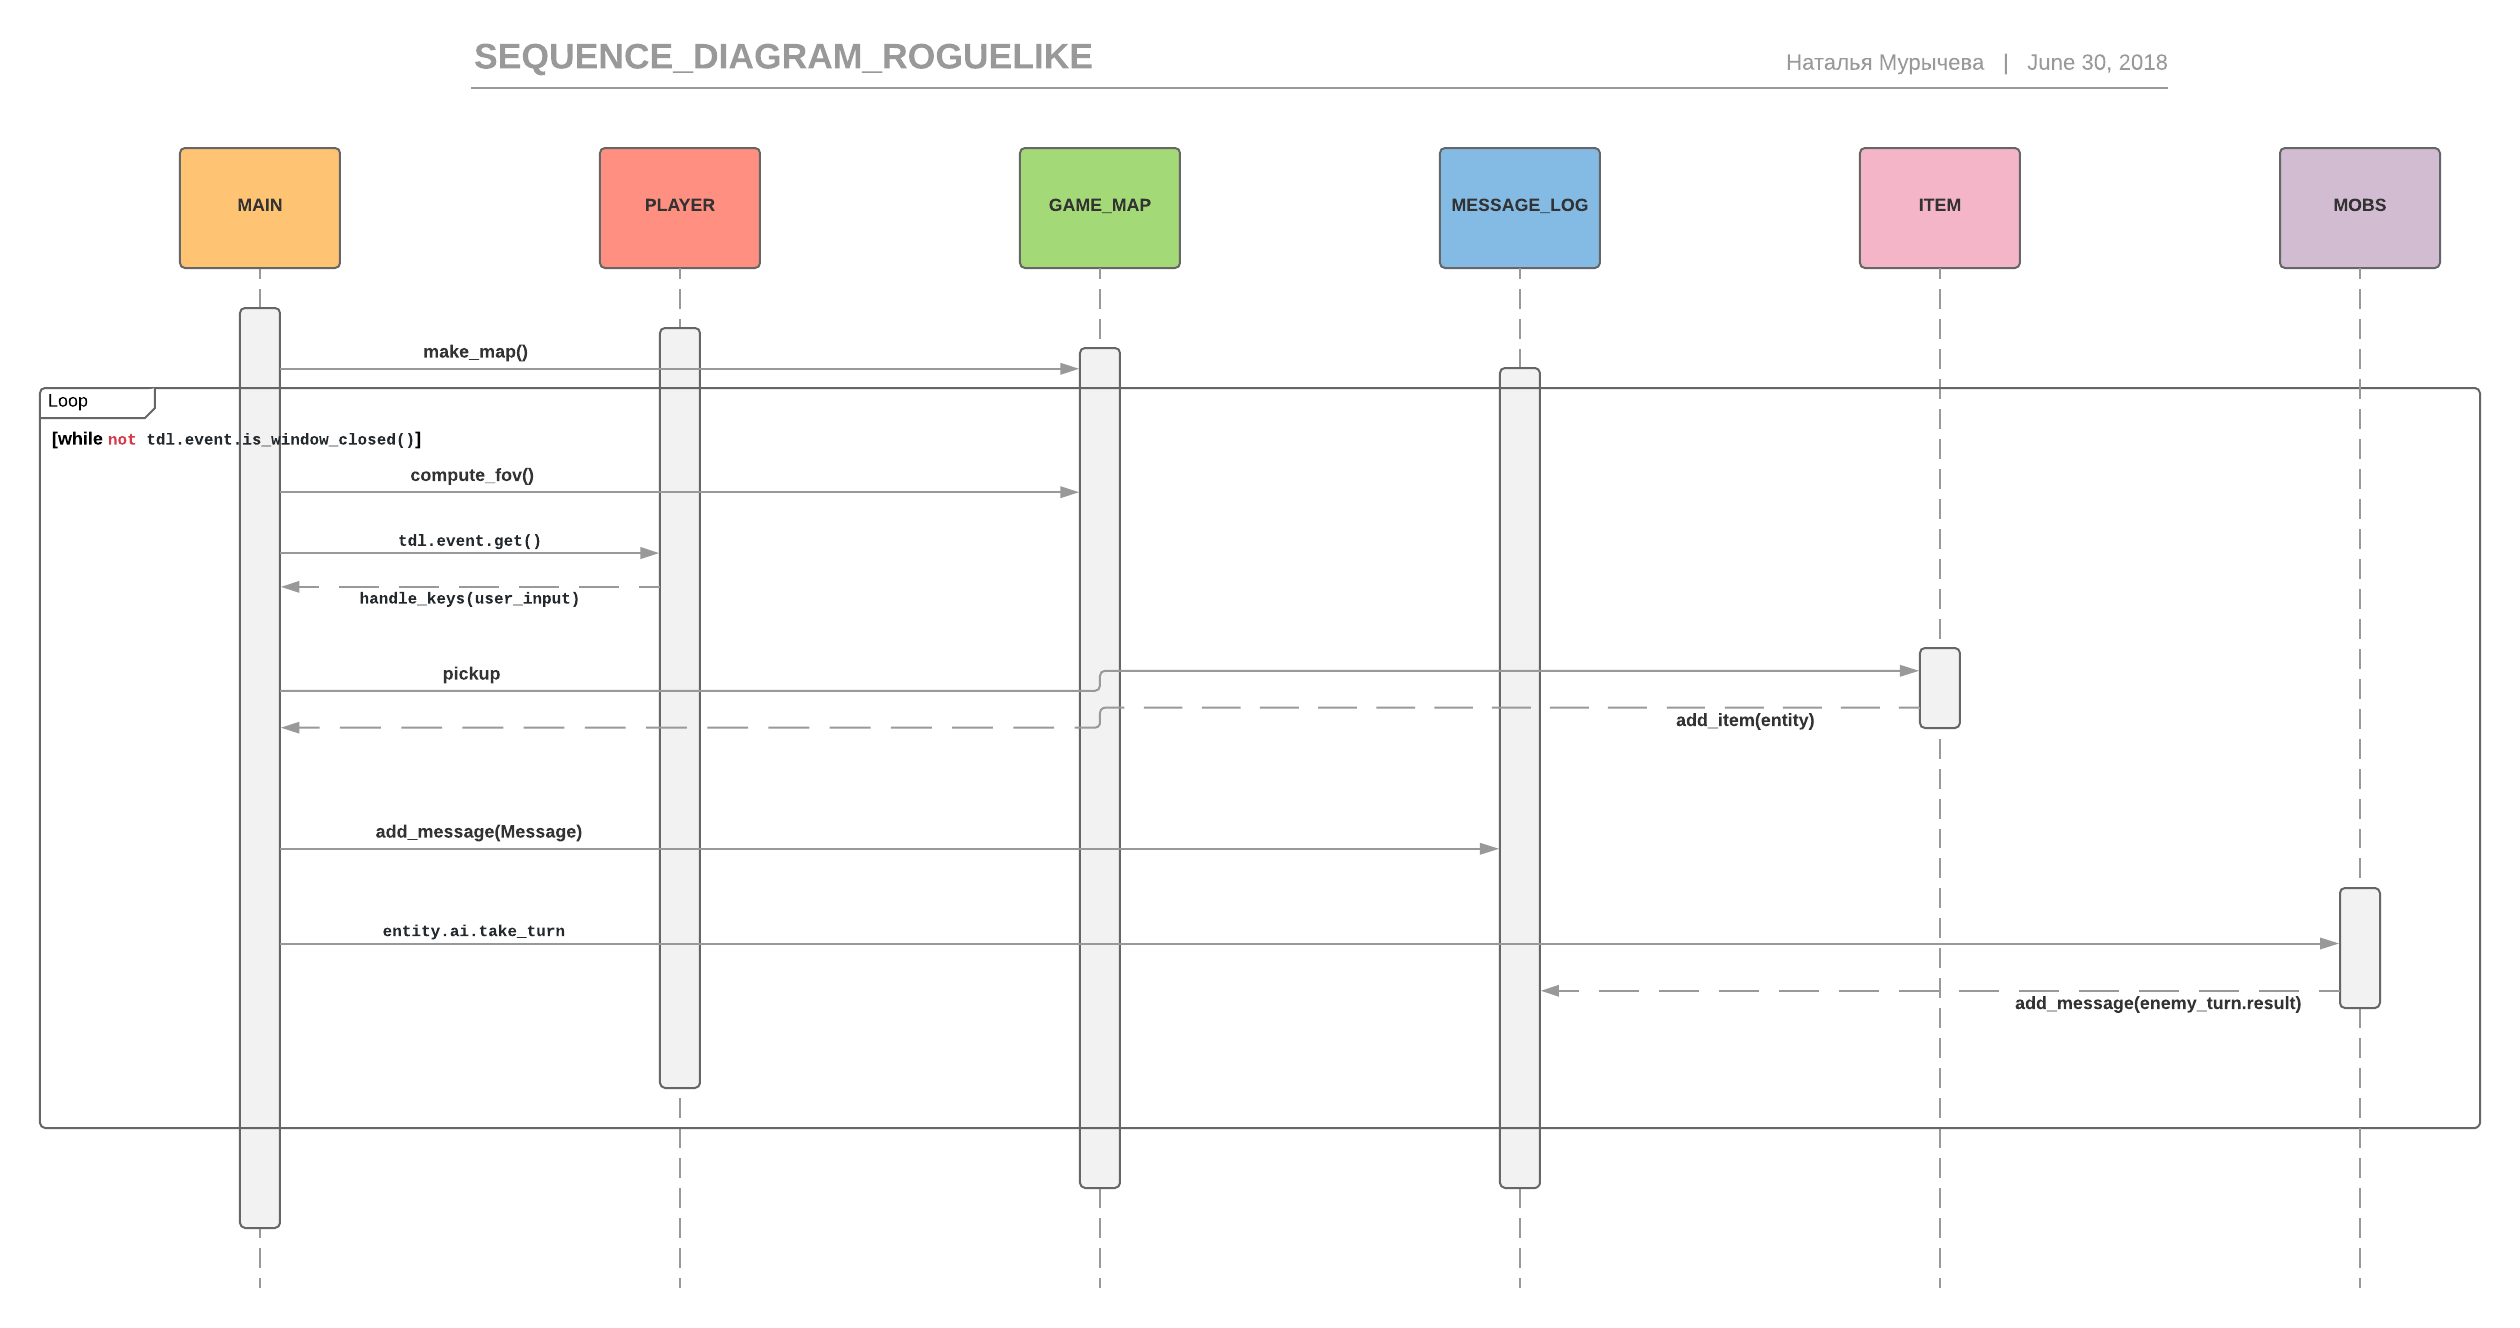 SEQUENCE_DIAGRAM_ROGUELIKE
Наталья Мурычева | June 30, 2018
MAIN
PLAYER
GAME_MAP
MESSAGE_LOG
ITEM
MOBS
make_map()
Loop
[while not tdl.event.is_window_closed()]
compute_fov()
tdl.event.get()
handle_keys(user_input)
pickup
add_item(entity)
add_message(Message)
entity.ai.take_turn
add_message(enemy_turn.result)